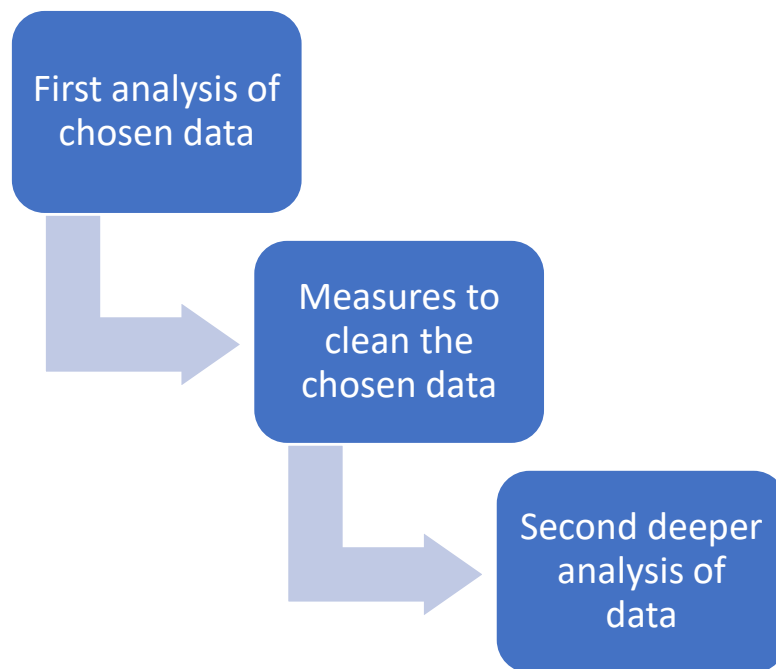 First analysis of
chosen data
Measures to
clean the
chosen data
Second deeper
analysis of
data